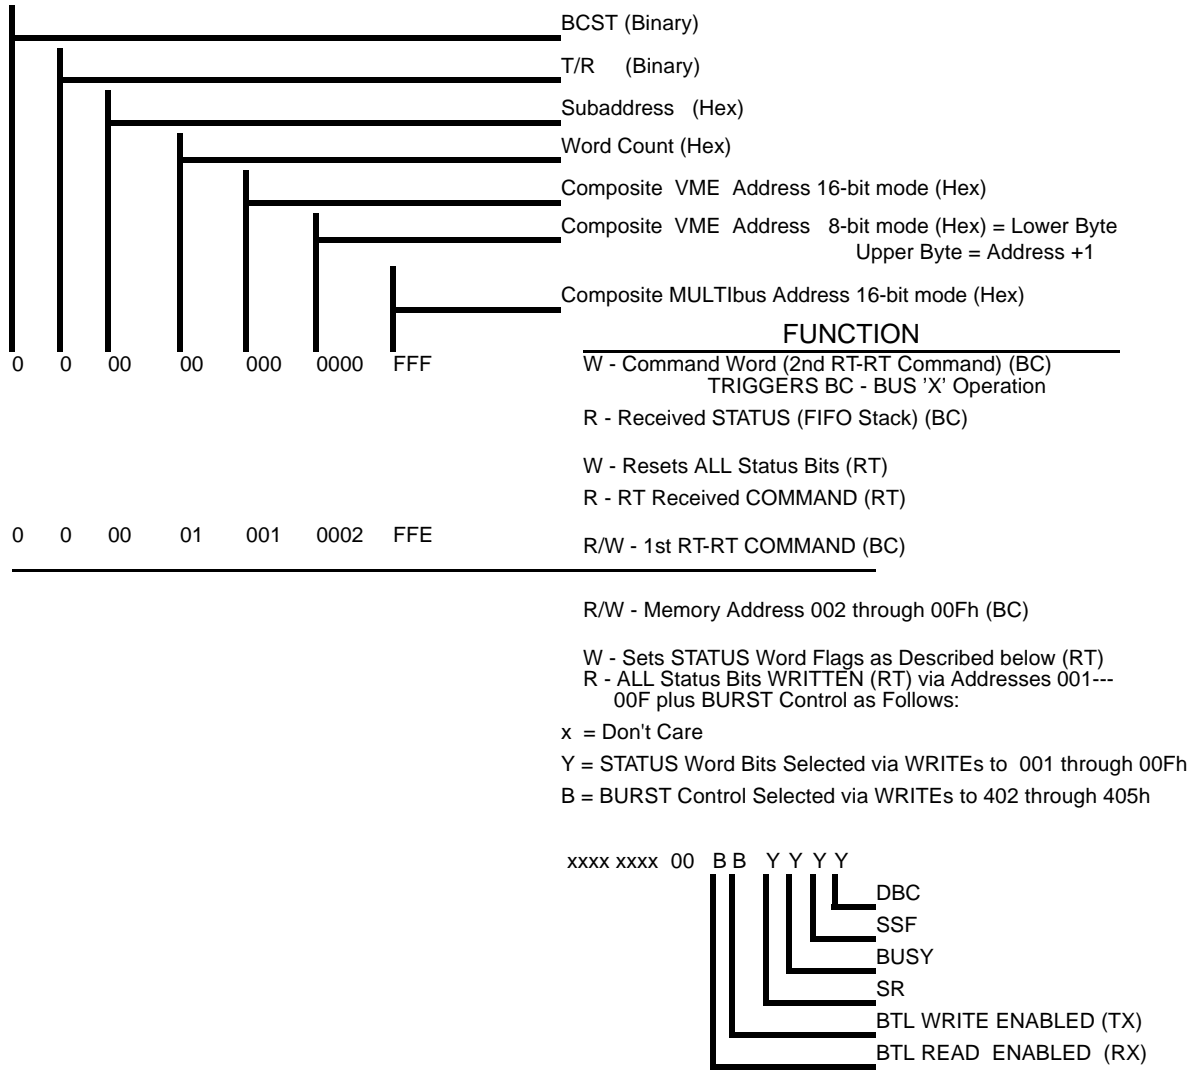 BCST (Binary)
T/R (Binary)
Subaddress (Hex)
Word Count (Hex)
Composite VME Address 16-bit mode (Hex)
Composite VME Address 8-bit mode (Hex) = Lower Byte
Upper Byte = Address +1
Composite MULTIbus Address 16-bit mode (Hex)
FUNCTION
0 0 00 00 000 0000 FFF W - Command Word (2nd RT-RT Command) (BC)
TRIGGERS BC - BUS 'X' Operation
R - Received STATUS (FIFO Stack) (BC)
W - Resets ALL Status Bits (RT)
R - RT Received COMMAND (RT)
0 0 00 01 001 0002 FFE R/W - 1st RT-RT COMMAND (BC)
R/W - Memory Address 002 through 00Fh (BC)
W - Sets STATUS Word Flags as Described below (RT)
R - ALL Status Bits WRITTEN (RT) via Addresses 001---
00F plus BURST Control as Follows:
x = Don't Care
Y = STATUS Word Bits Selected via WRITEs to 001 through 00Fh
B = BURST Control Selected via WRITEs to 402 through 405h
xxxx xxxx 00 B B Y Y Y Y
DBC
SSF
BUSY
SR
BTL WRITE ENABLED (TX)
BTL READ ENABLED (RX)